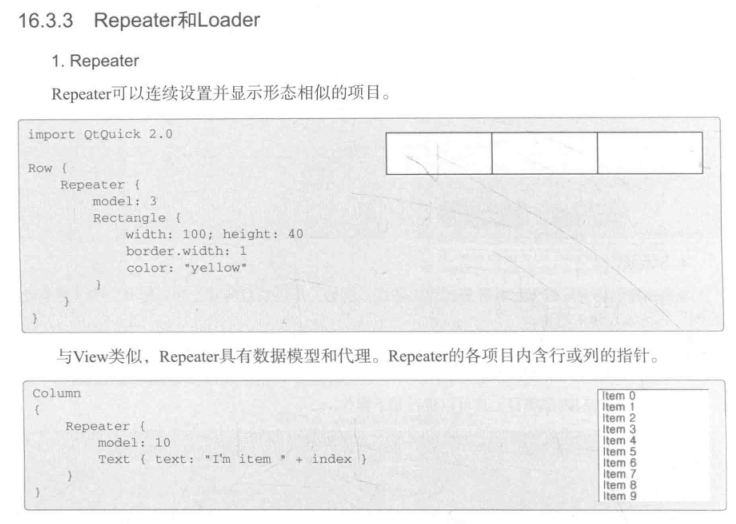 16.3.3 Repeater和Loader
1. Repeater
Repeater可以连续设置并显示形态相似的项目。
import QtQuick 2.0
Row {
Repeater {
model: 3
Rectangle {
width: 100; height: 40
border.width: 1
color: "yellow"
}
}
}
与View类似，Repeater具有数据模型和代理。Repeater的各项目内含行或列的指针。
Column
{
Repeater {
model: 10
Text { text: "I'm item " + index }
}
}
Item 0
Item 1
Item 2
Item 3
Item 4
Item 5
Item 6
Item 7
Item 8
Item 9